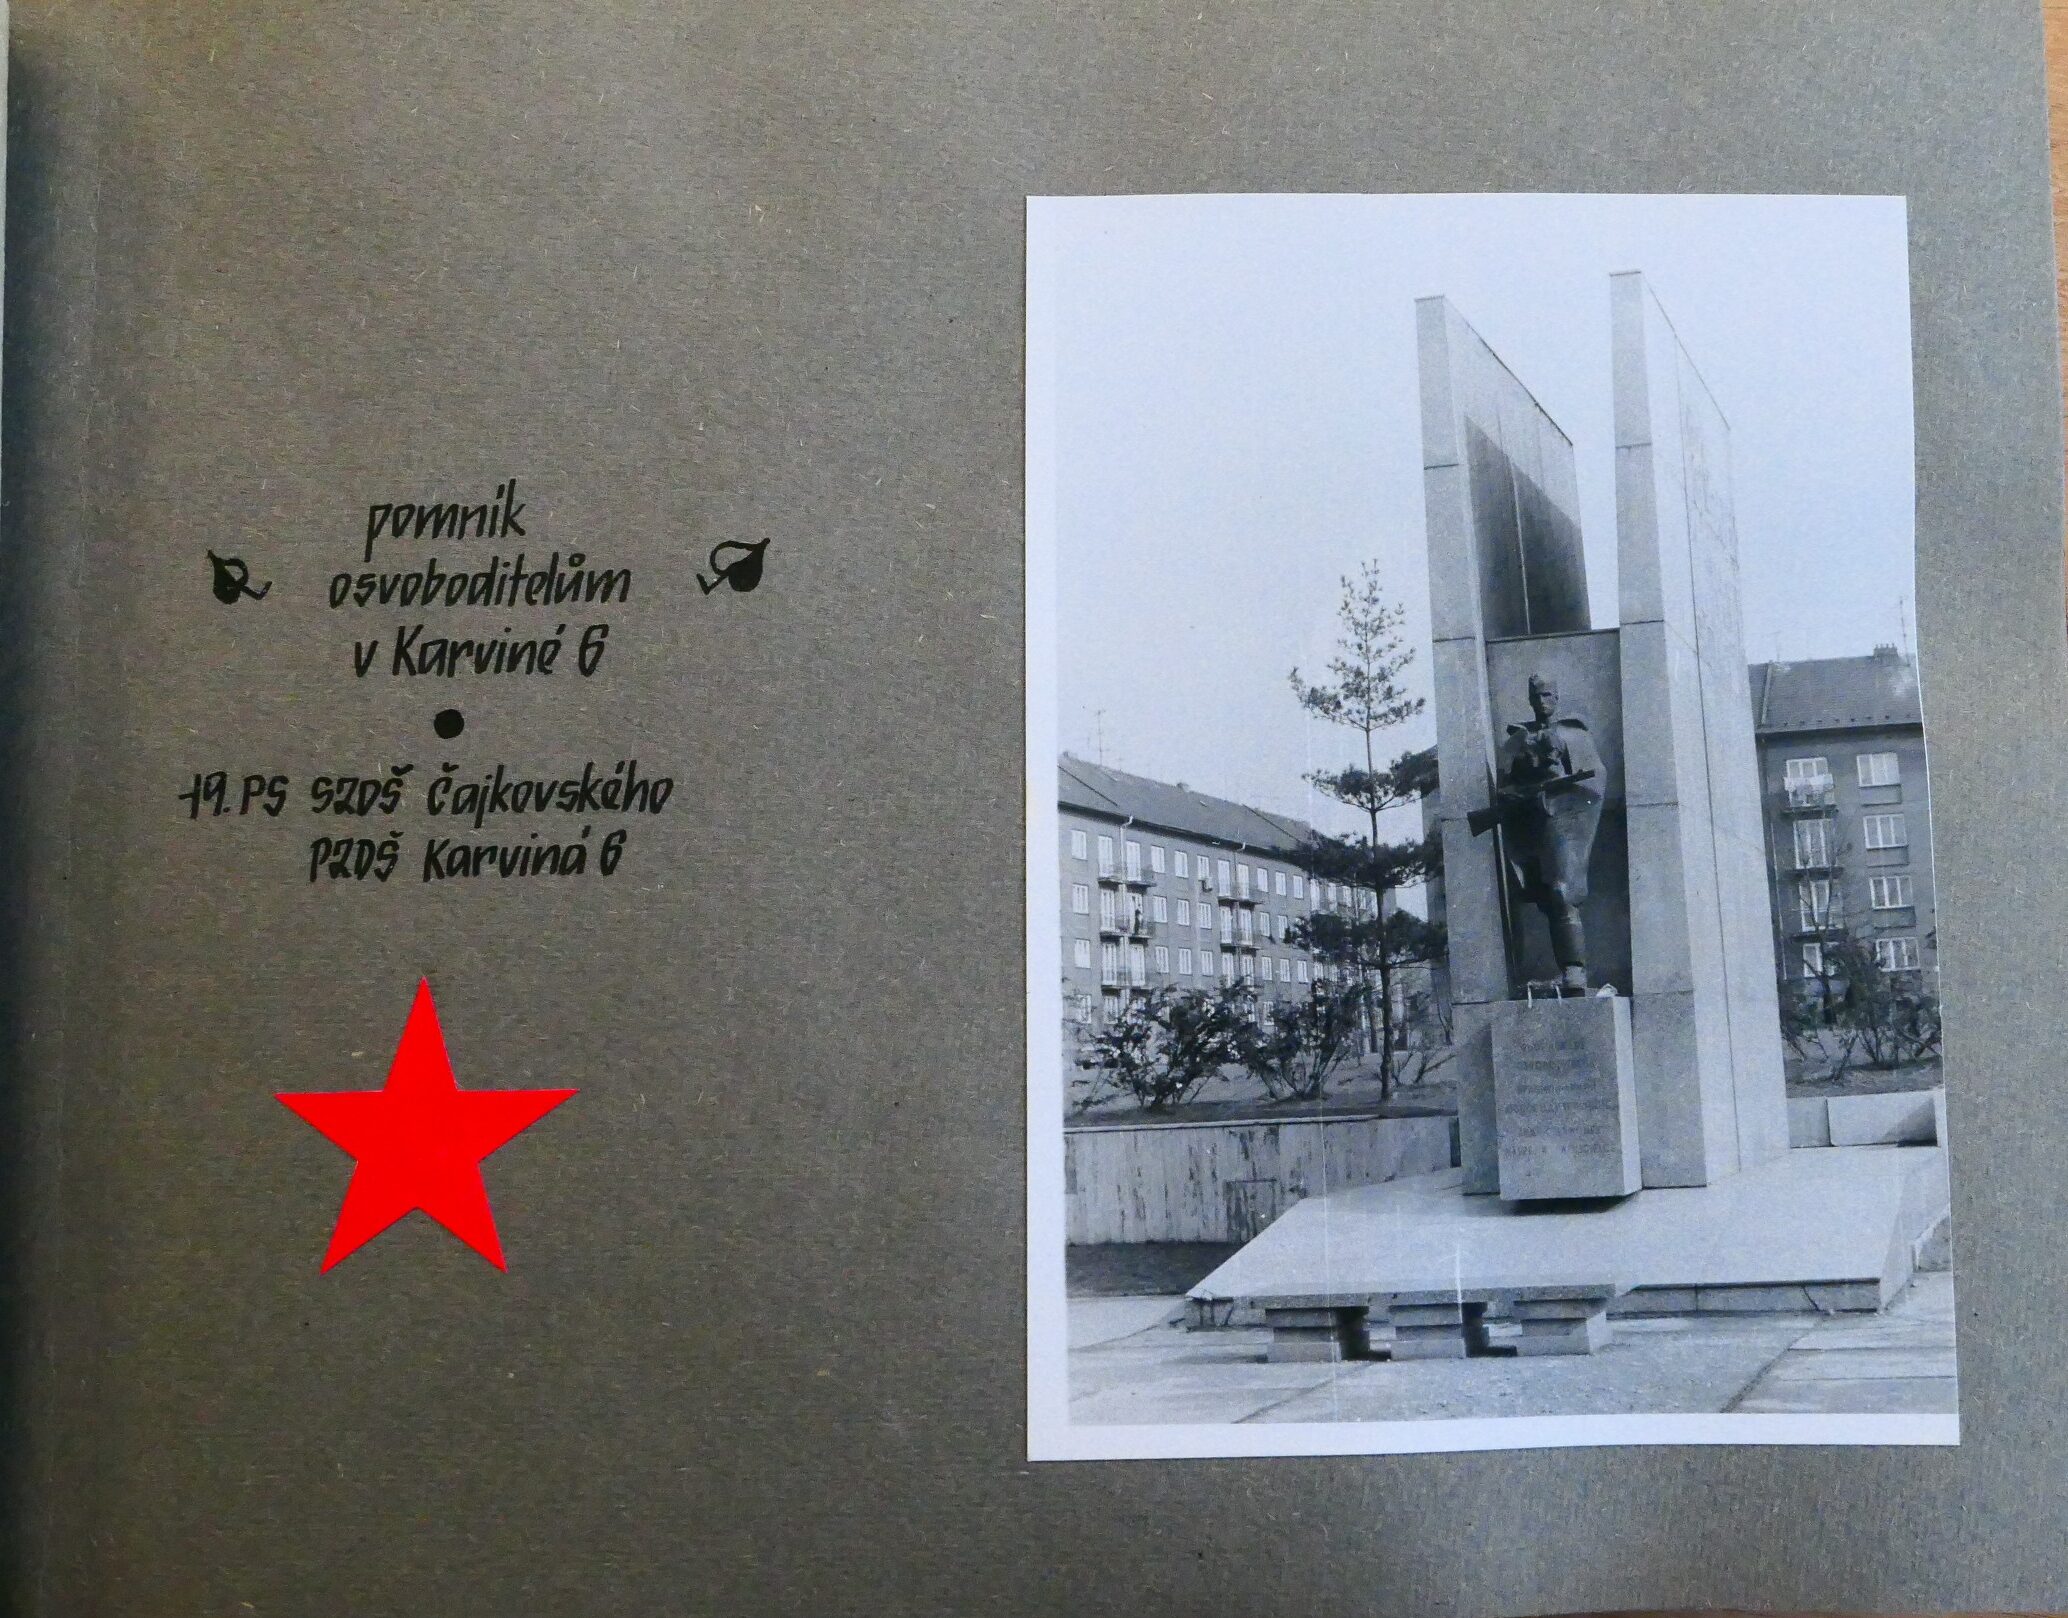 pomník
osvoboditelům
v Karviné 6
19. PS SZDŠ Čajkovského
PZDŠ Karviná 6